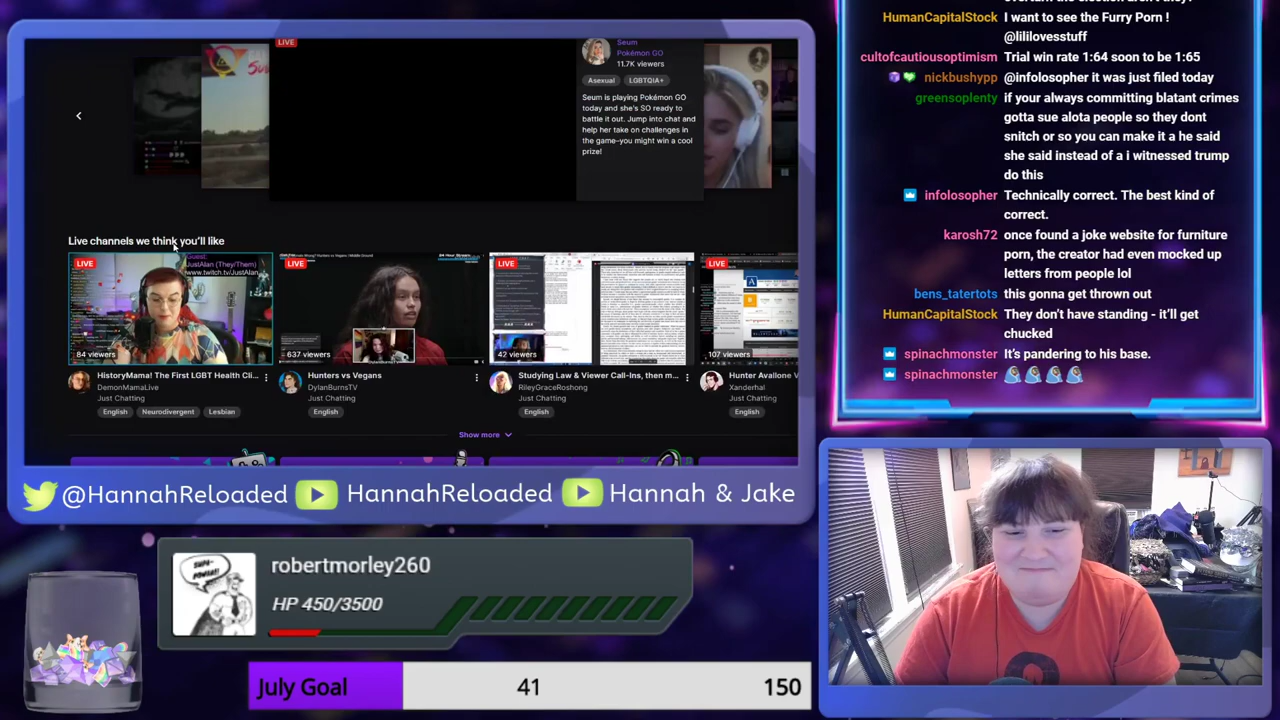 LIVE
Seum
Pokémon GO
11.7K viewers
Asexual LGBTQIA+
Seum is playing Pokémon GO
today and she's SO ready to
battle it out. Jump into chat and
help her take on challenges in
the game-you might win a cool
prize!
Live channels we think you'll like
LIVE
Guest:
JustAlan (They/Them)
www.twitch.tv/JustAlan
84 viewers
HistoryMama! The First LGBT Health Cli...
DemonMamaLive
Just Chatting
English Neurodivergent Lesbian
LIVE
637 viewers
Hunters vs Vegans
DylanBurnsTV
Just Chatting
English
LIVE
42 viewers
Studying Law & Viewer Call-Ins, then m...
RileyGraceRoshong
Just Chatting
English
LIVE
107 viewers
Hunter Avallone V
Xanderhal
Just Chatting
English
Show more
@HannahReloaded HannahReloaded Hannah & Jake
robertmorley260
HP 450/3500
July Goal 41 150
HumanCapitalStock I want to see the Furry Porn !
@lililovesstuff
cultofcautiousoptimism Trial win rate 1:64 soon to be 1:65
nickbushypp @infolosopher it was just filed today
greensoplenty if your always committing blatant crimes
gotta sue alota people so they dont
snitch or so you can make it a he said
she said instead of a i witnessed trump
do this
infolosopher Technically correct. The best kind of
correct.
karosh72 once found a joke website for furniture
porn, the creator had even mocked up
letters from people lol
bens_tatertots this gonna get thrown out
HumanCapitalStock They don't have standing - it'll get
chucked
spinachmonster It's pandering to his base.
spinachmonster